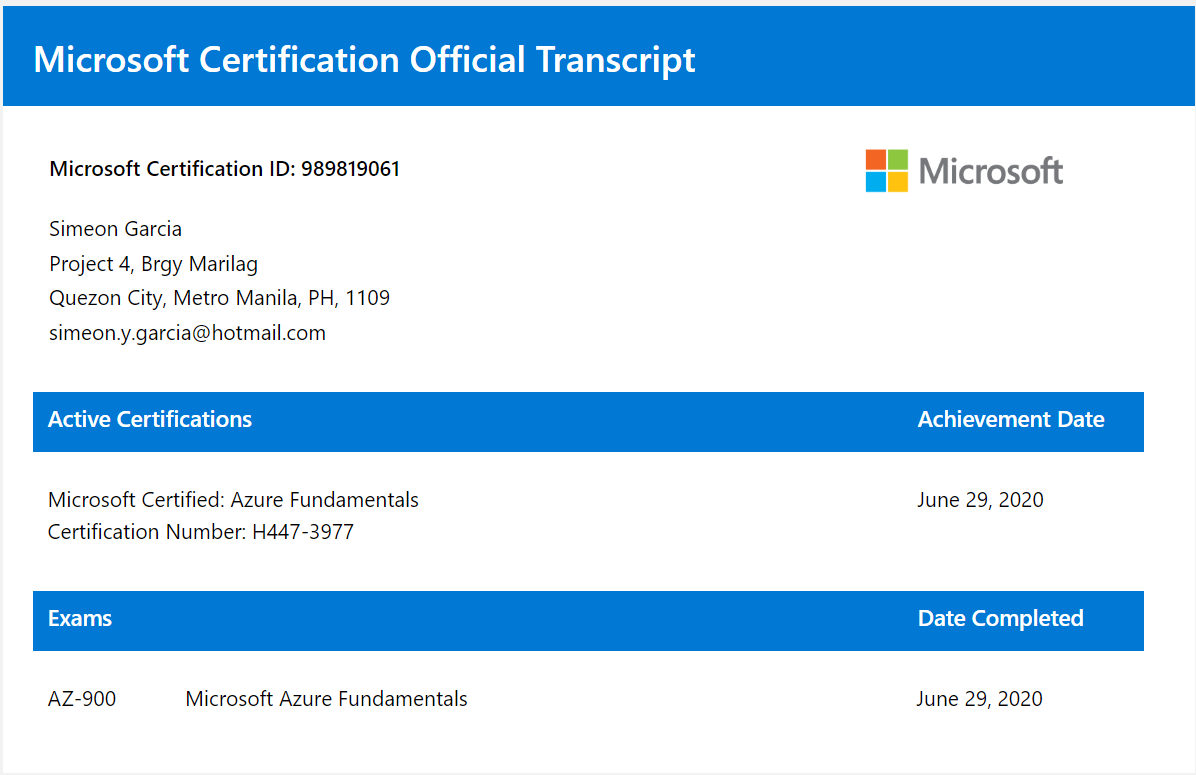 Microsoft Certification Official Transcript
Microsoft Certification ID: 989819061
Microsoft
Simeon Garcia
Project 4, Brgy Marilag
Quezon City, Metro Manila, PH, 1109
simeon.y.garcia@hotmail.com
Active Certifications Achievement Date
Microsoft Certified: Azure Fundamentals June 29, 2020
Certification Number: H447-3977
Exams Date Completed
AZ-900 Microsoft Azure Fundamentals June 29, 2020